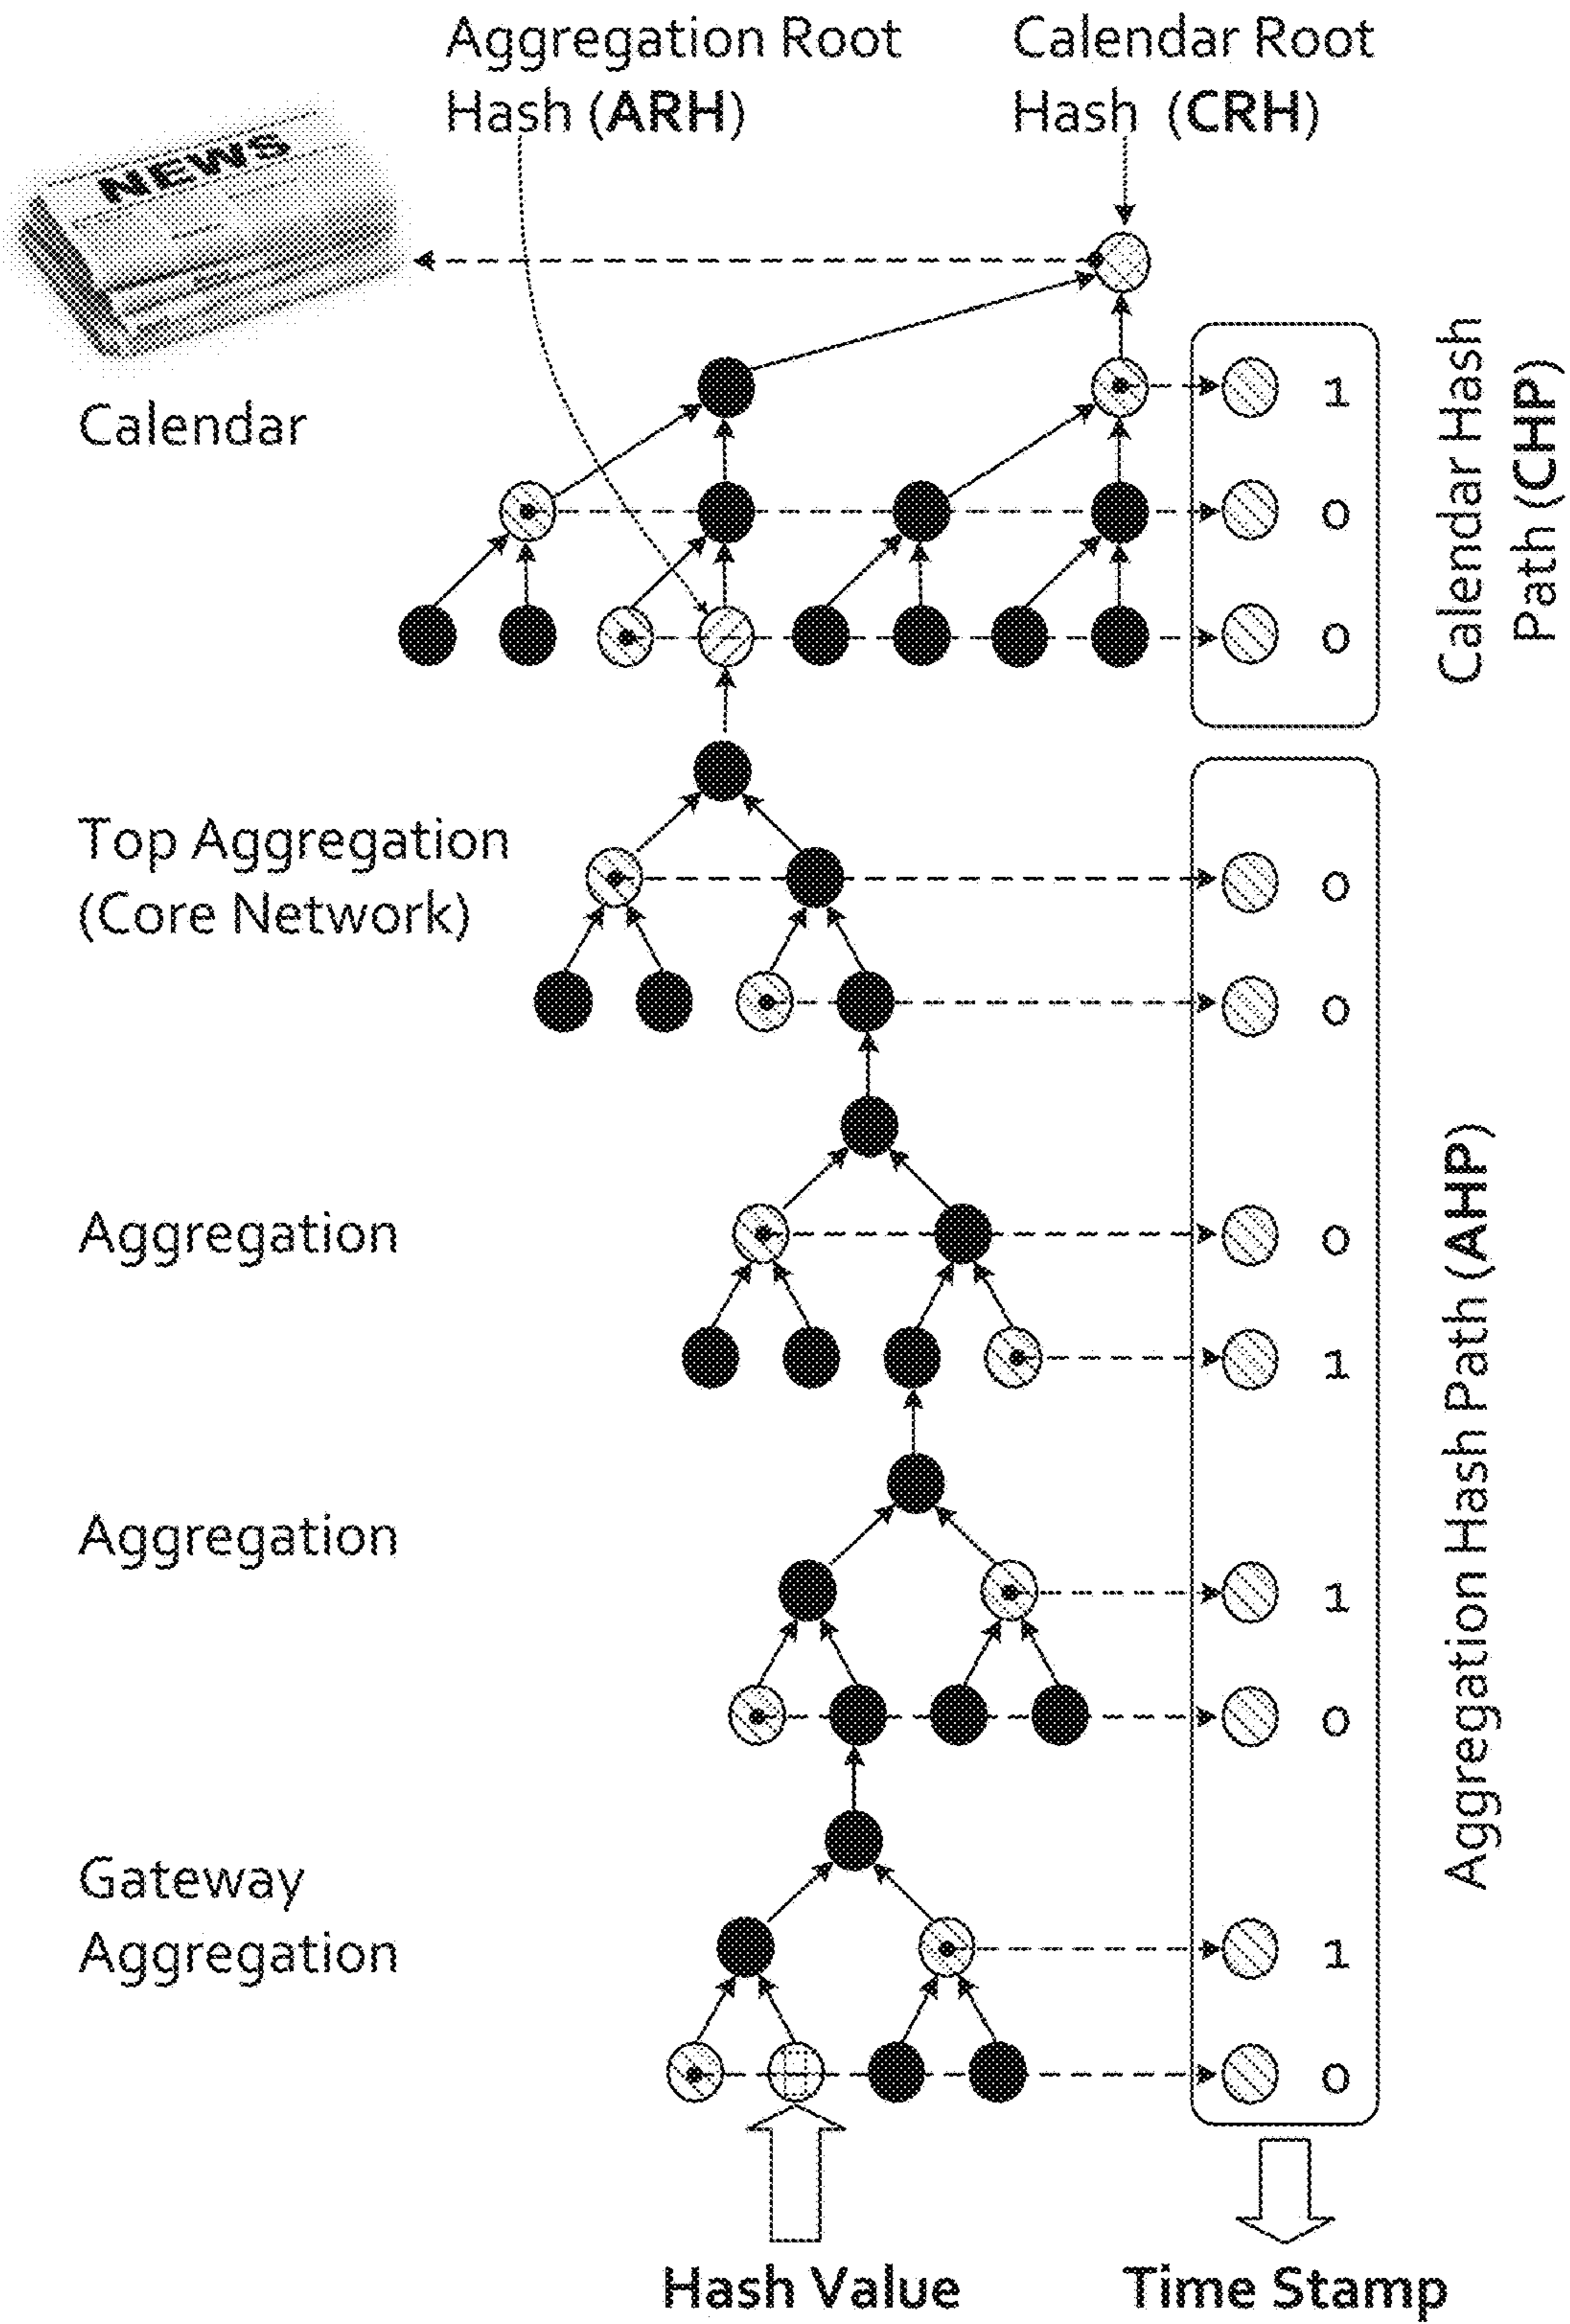 Aggregation Root
Hash (ARH)
Calendar Root
Hash (CRH)
NEWS
Calendar
1
0
0
Calendar Hash
Path (CHP)
Top Aggregation
(Core Network)
0
0
Aggregation
0
1
Aggregation
1
0
Gateway
Aggregation
1
0
Aggregation Hash Path (AHP)
Hash Value
Time Stamp